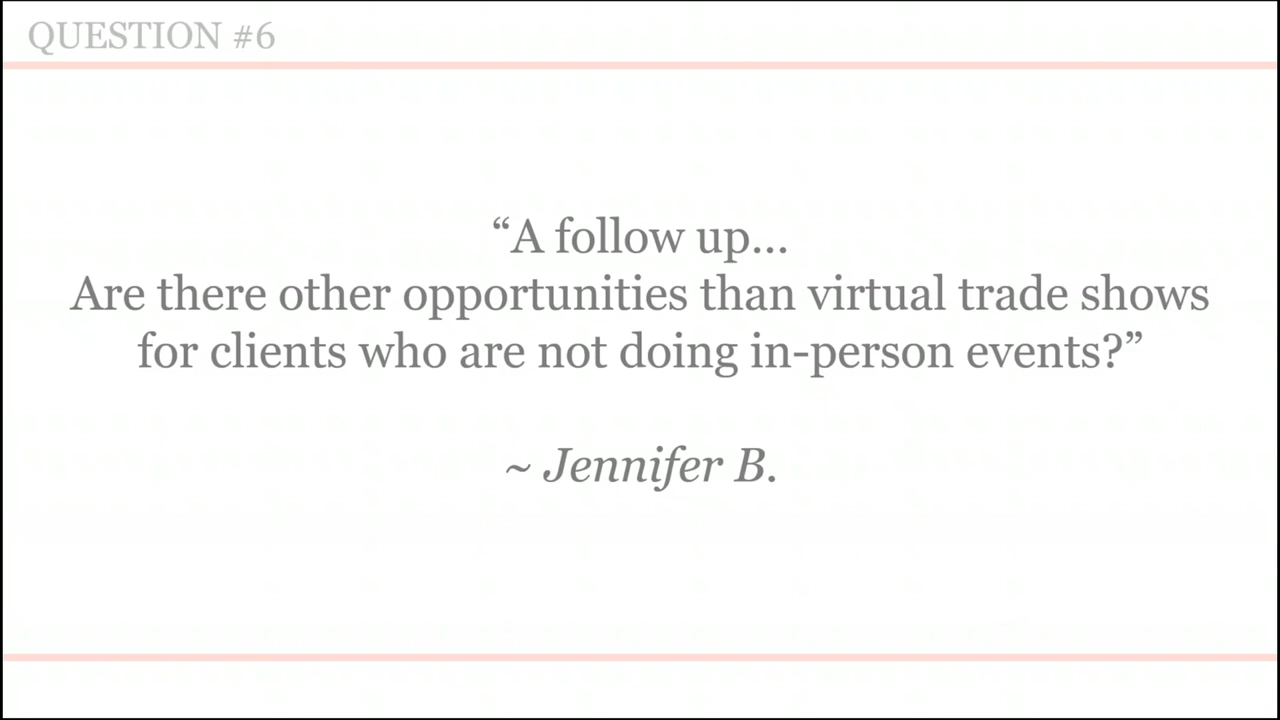 QUESTION #6
“A follow up...
Are there other opportunities than virtual trade shows
for clients who are not doing in-person events?”
~ Jennifer B.